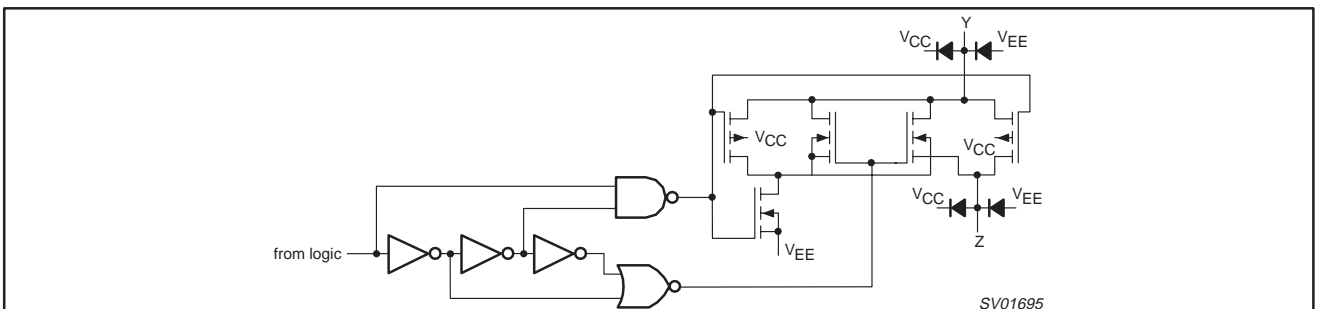 Y
VCC
VEE
VCC
VCC
VCC
VEE
from logic
VEE
Z
SV01695